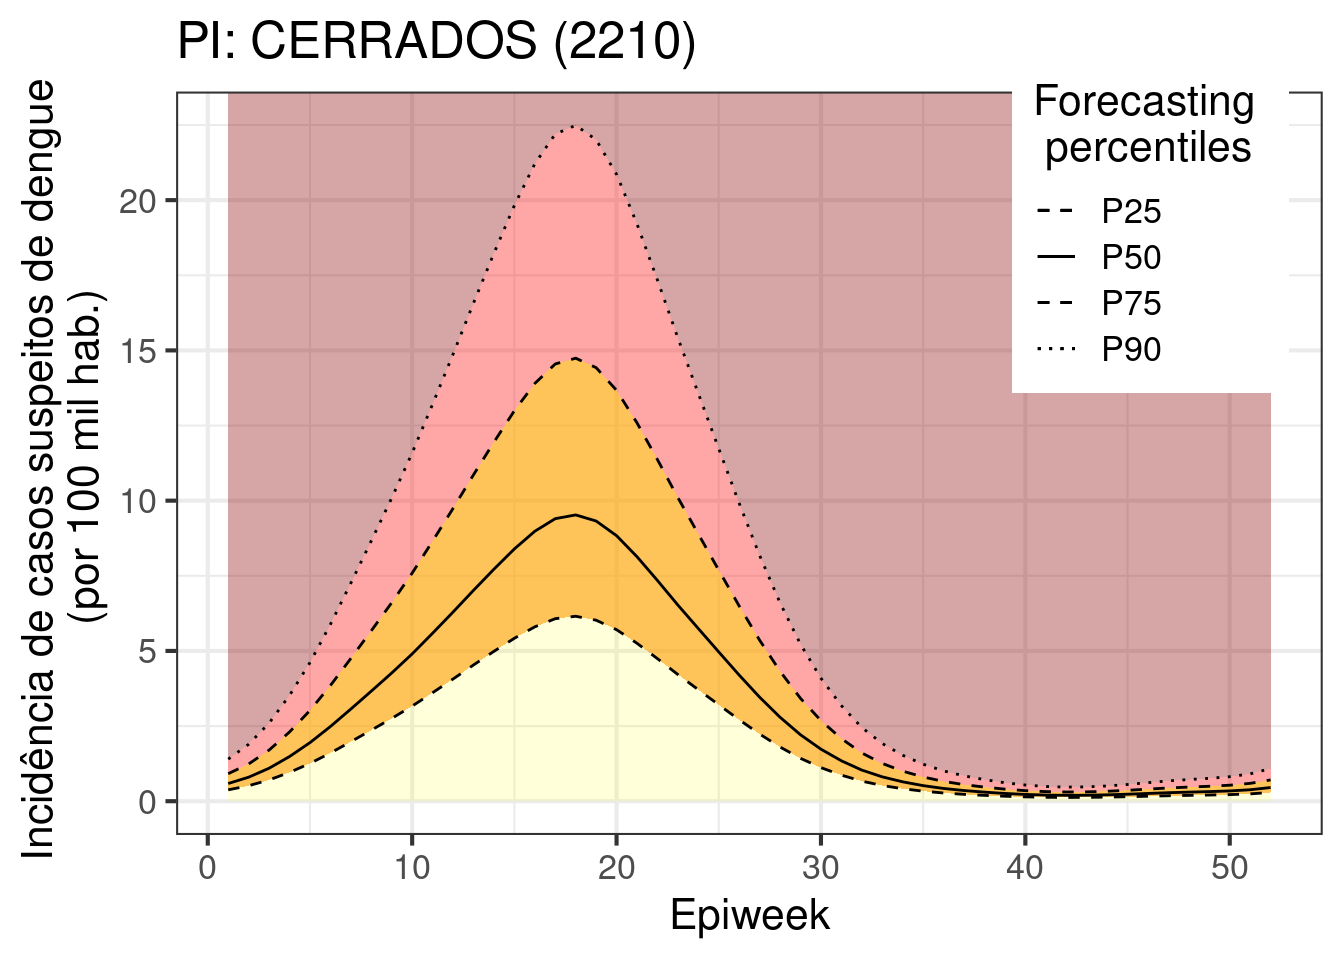 PI: CERRADOS (2210)
Incidência de casos suspeitos de dengue
(por 100 mil hab.)
20
15
10
5
0
Forecasting
percentiles
P25
P50
P75
P90
0 10 20 30 40 50
Epiweek